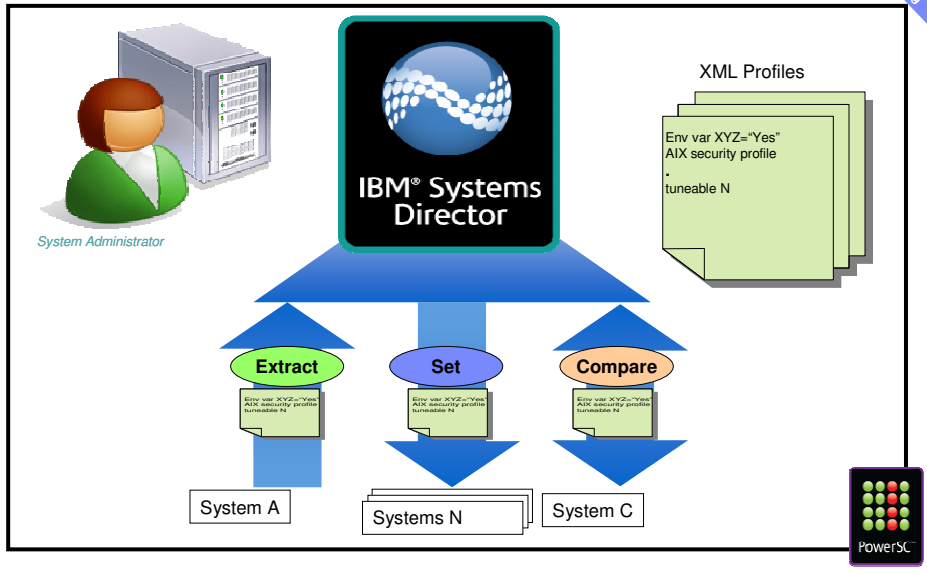 XML Profiles
Env var XYZ=“Yes”
AIX security profile
.
tuneable N
IBM® Systems
Director
System Administrator
Extract
Set
Compare
Env var XYZ=“Yes”
AIX security profile
tuneable N
Env var XYZ=“Yes”
AIX security profile
tuneable N
Env var XYZ=“Yes”
AIX security profile
tuneable N
System A
Systems N
System C
PowerSC™